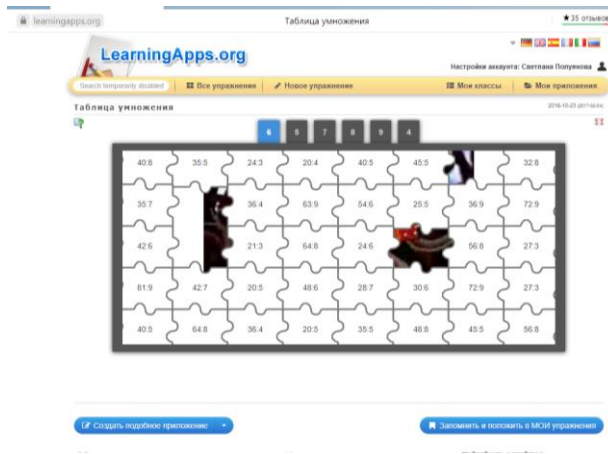 learningapps.org Таблица умножения ★ 35 отзывов
LearningApps.org
Настройки аккаунта: Светлана Полуянова
Search temporarily disabled Все упражнения Новое упражнение Мои классы Мои приложения
Таблица умножения
6 5 7 8 9 4
40:8 35:5 24:3 20:4 40:5 45:5 32:8
35:7 36:4 63:9 54:6 25:5 36:9 72:9
42:6 21:3 64:8 24:6 56:8 27:3
81:9 42:7 20:5 48:6 28:7 30:6 72:9 27:3
40:5 64:8 36:4 20:5 35:5 48:8 45:5 56:8
Создать подобное приложение Запомнить и положить в МОИ упражнения